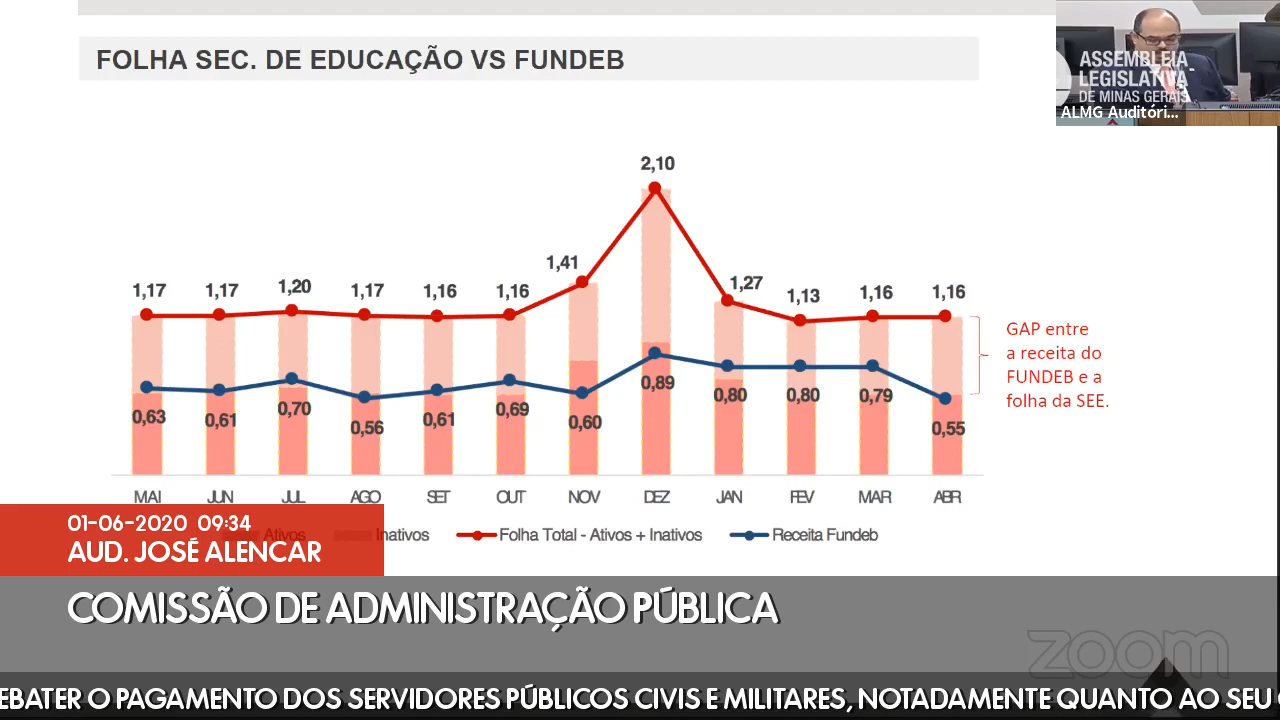 FOLHA SEC. DE EDUCAÇÃO VS FUNDEB
ASSEMBLEIA
LEGISLATIVA
DE MINAS GERAIS
ALMG Auditóri...
2,10
1,41
1,17 1,17 1,20 1,17 1,16 1,16 1,27 1,13 1,16 1,16
GAP entre
a receita do
FUNDEB e a
folha da SEE.
0,63 0,61 0,70 0,56 0,61 0,69 0,60 0,89 0,80 0,80 0,79 0,55
MAI JUN JUL AGO SET OUT NOV DEZ JAN FEV MAR ABR
Ativos Inativos Folha Total - Ativos + Inativos Receita Fundeb
01-06-2020 09:34
AUD. JOSÉ ALENCAR
COMISSÃO DE ADMINISTRAÇÃO PÚBLICA
zoom
EBATER O PAGAMENTO DOS SERVIDORES PÚBLICOS CIVIS E MILITARES, NOTADAMENTE QUANTO AO SEU